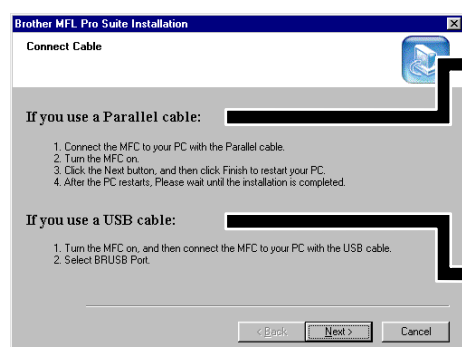 Brother MFL Pro Suite Installation
Connect Cable
If you use a Parallel cable:
1. Connect the MFC to your PC with the Parallel cable.
2. Turn the MFC on.
3. Click the Next button, and then click Finish to restart your PC.
4. After the PC restarts, Please wait until the installation is completed.
If you use a USB cable:
1. Turn the MFC on, and then connect the MFC to your PC with the USB cable.
2. Select BRUSB Port.
< Back Next > Cancel